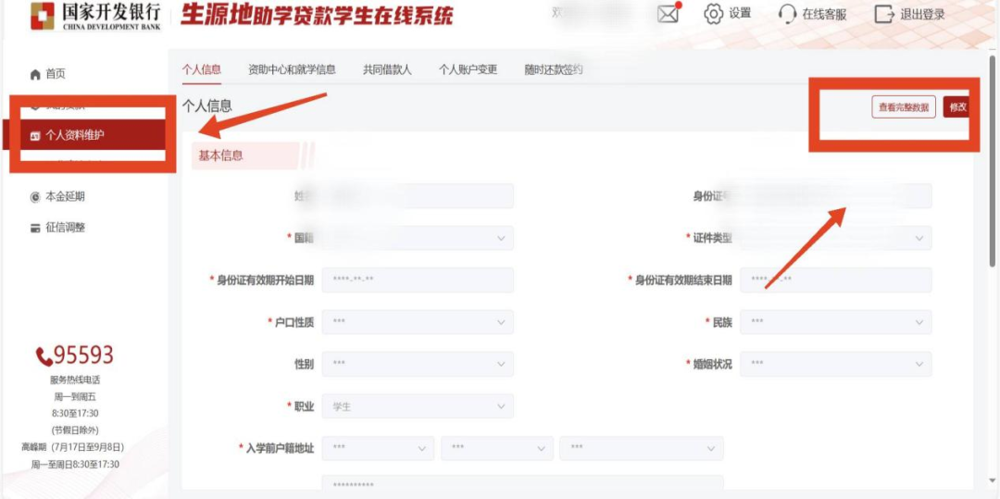 国家开发银行
CHINA DEVELOPMENT BANK
生源地助学贷款学生在线系统
设置
在线客服
退出登录
首页
个人资料维护
本金延期
征信调整
95593
服务热线电话
周一到周五
8:30至17:30
(节假日除外)
高峰期 (7月17日至9月8日)
周一至周日8:30至17:30
个人信息 资助中心和就学信息 共同借款人 个人账户变更 随时还款签约
个人信息
查看完整数据 修改
基本信息
身份证
* 国籍
* 证件类型
* 身份证有效期开始日期 ****-**-**
* 身份证有效期结束日期 ****-**-**
* 户口性质 ***
* 民族 ***
性别 ***
* 婚姻状况 ***
* 职业 学生
* 入学前户籍地址 *** *** ***
**********